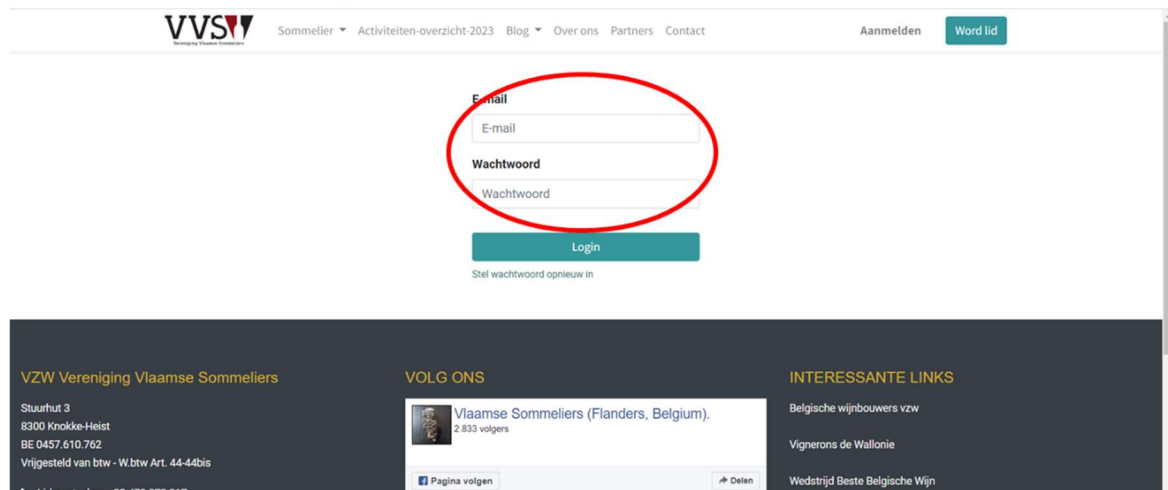 VVS
Vereniging Vlaamse Sommeliers
Sommelier Activiteiten-overzicht-2023 Blog Over ons Partners Contact Aanmelden Word lid
E-mail
E-mail
Wachtwoord
Wachtwoord
Login
Stel wachtwoord opnieuw in
VZW Vereniging Vlaamse Sommeliers
Stuurhut 3
8300 Knokke-Heist
BE 0457.610.762
Vrijgesteld van btw - W.btw Art. 44-44bis
VOLG ONS
Vlaamse Sommeliers (Flanders, Belgium).
2.833 volgers
Pagina volgen
Delen
INTERESSANTE LINKS
Belgische wijnbouwers vzw
Vignerons de Wallonie
Wedstrijd Beste Belgische Wijn